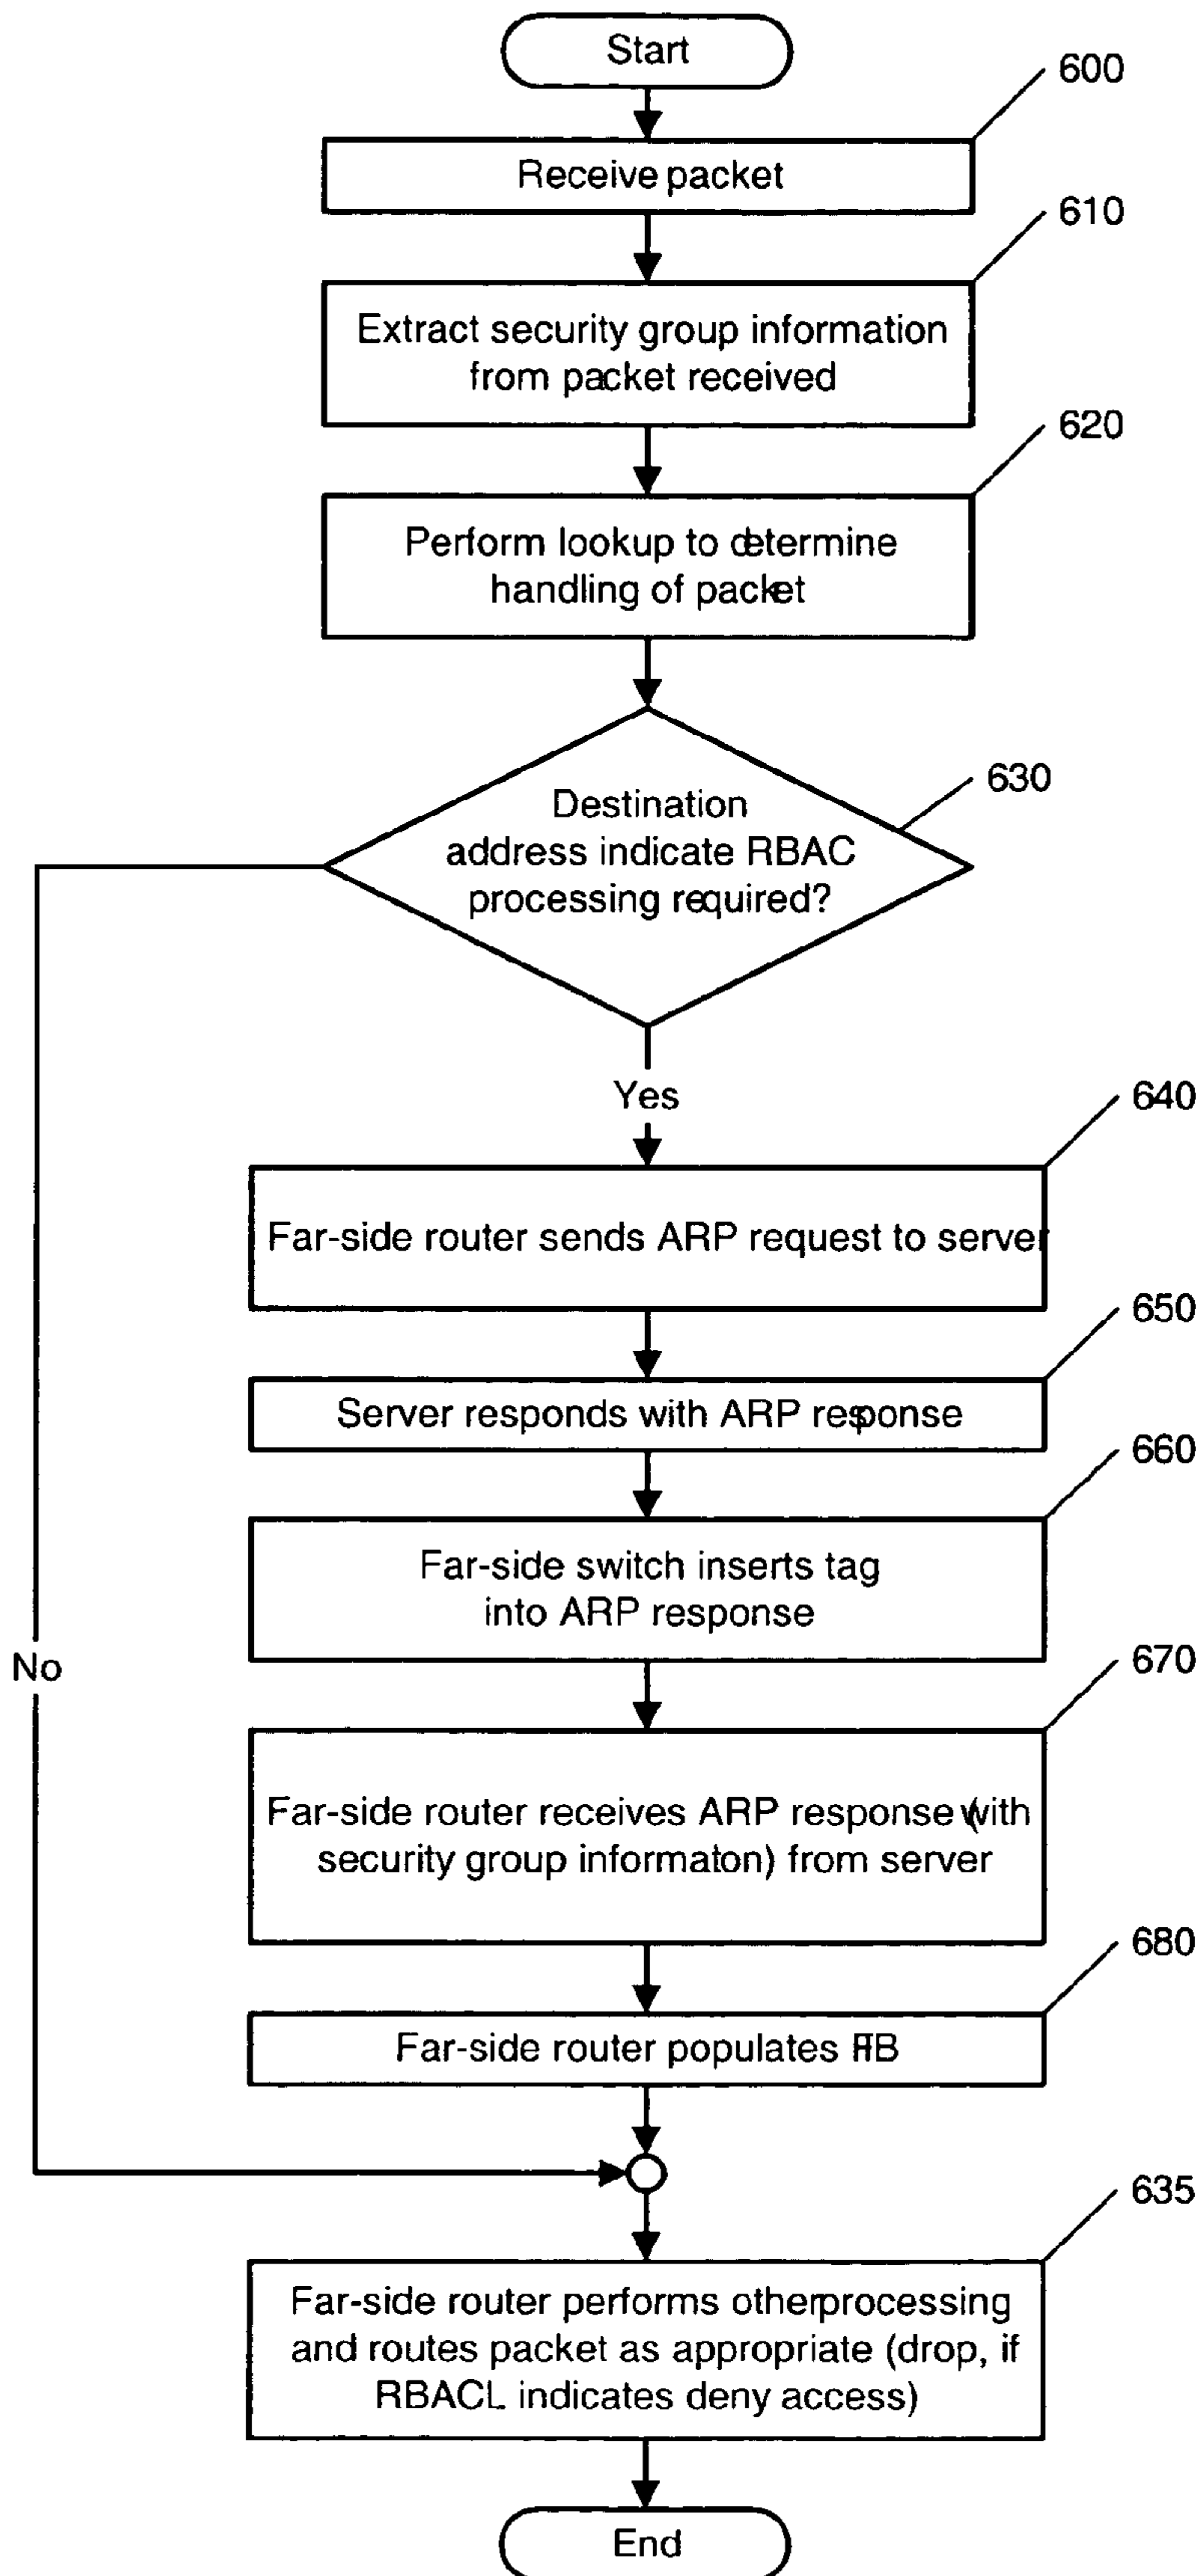 Start
600
Receive packet
610
Extract security group information
from packet received
620
Perform lookup to determine
handling of packet
630
Destination
address indicate RBAC
processing required?
Yes
640
Far-side router sends ARP request to server
650
Server responds with ARP response
660
Far-side switch inserts tag
into ARP response
No
670
Far-side router receives ARP response (with
security group informaton) from server
680
Far-side router populates FIB
635
Far-side router performs other processing
and routes packet as appropriate (drop, if
RBACL indicates deny access)
End